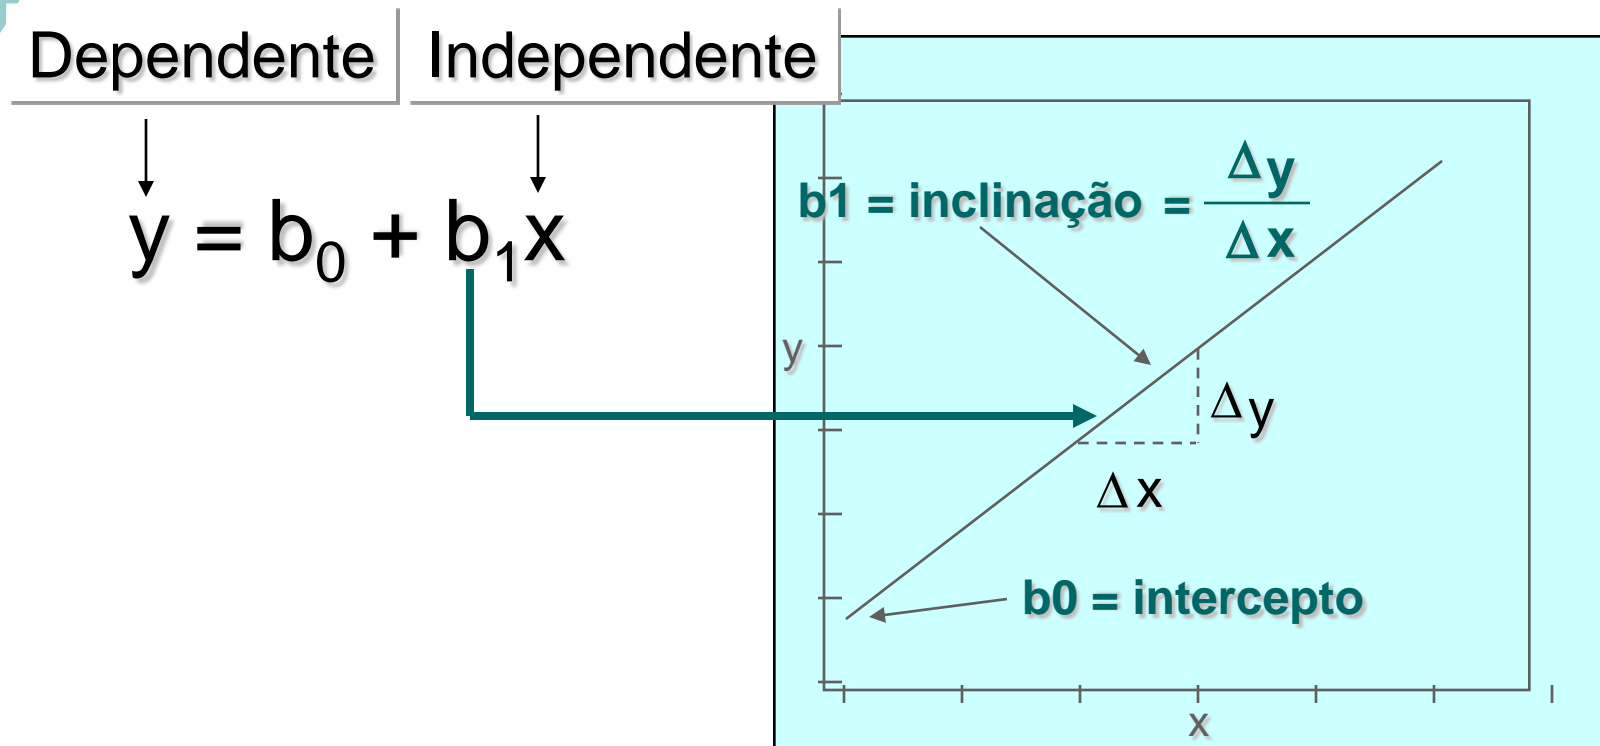 Dependente
Independente
y = b₀ + b₁x
b1 = inclinação = Δy
Δx
y
Δy
Δx
b0 = intercepto
x